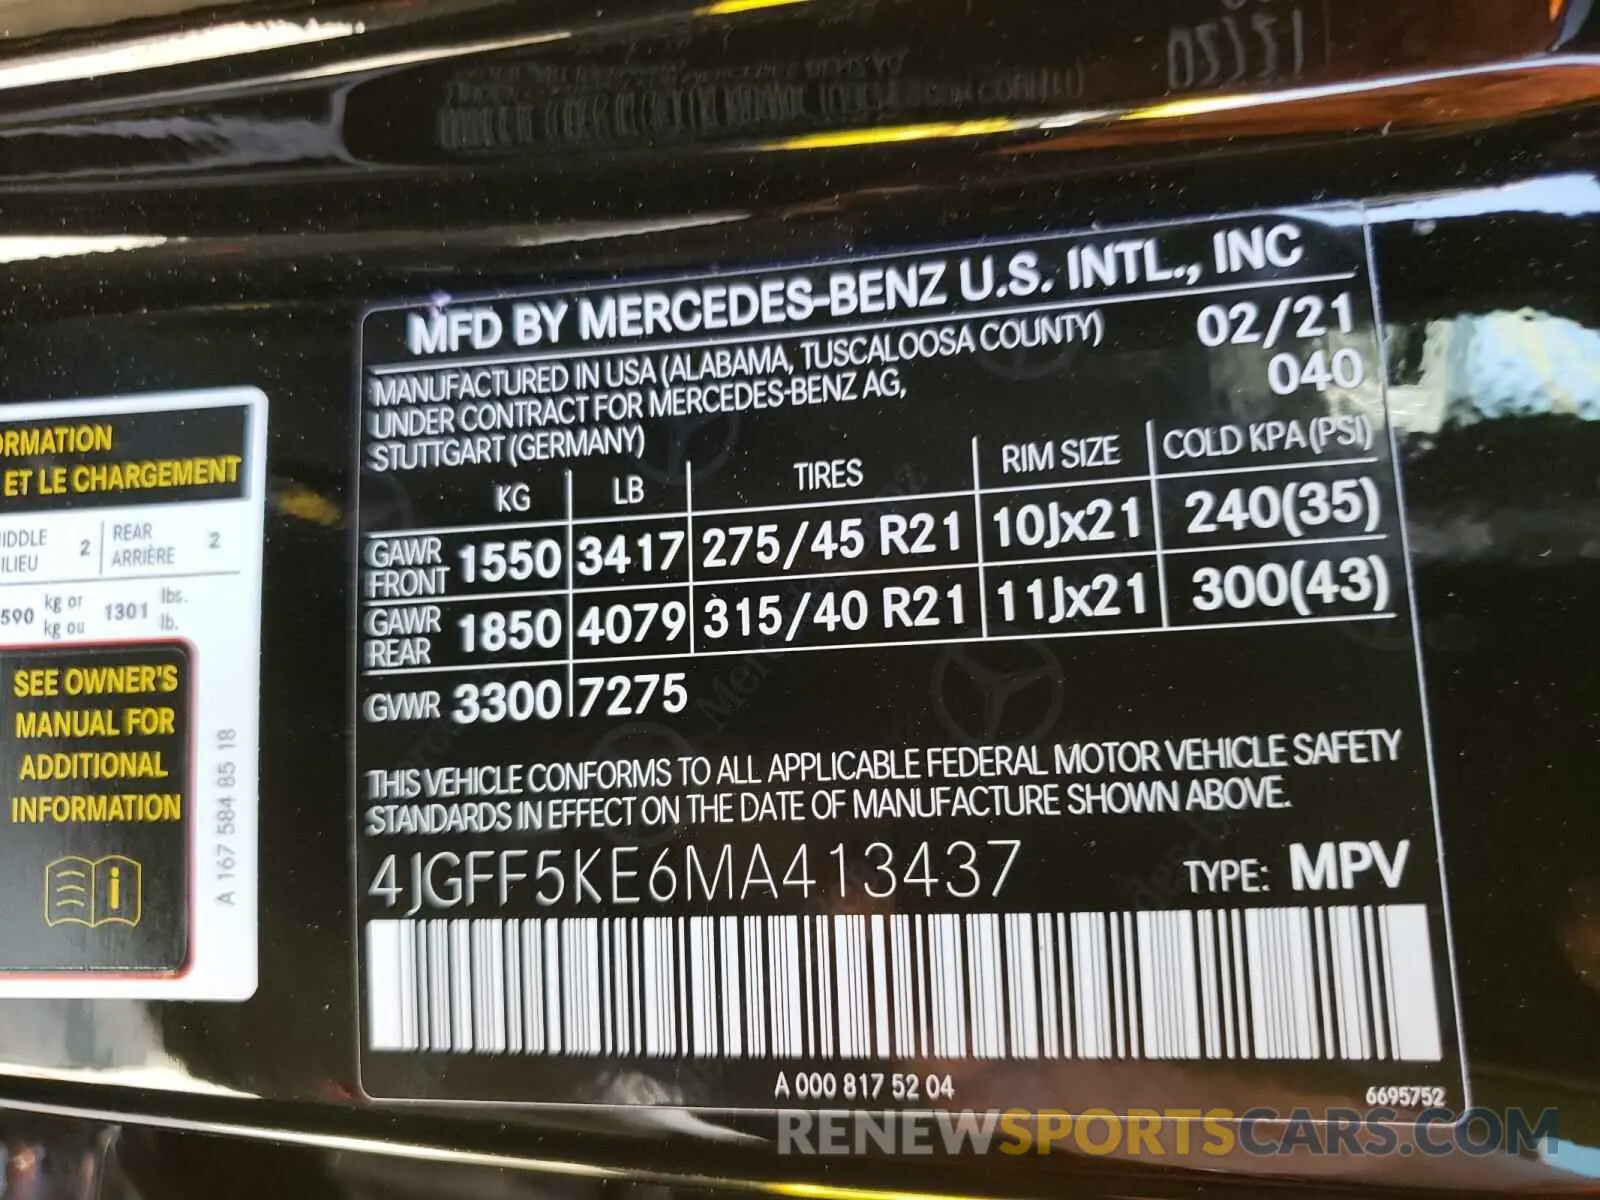 MFD BY MERCEDES-BENZ U.S. INTL., INC
MANUFACTURED IN USA (ALABAMA, TUSCALOOSA COUNTY) 02/21
UNDER CONTRACT FOR MERCEDES-BENZ AG, 040
STUTTGART (GERMANY)
KG LB TIRES RIM SIZE COLD KPA (PSI)
GAWR FRONT 1550 3417 275/45 R21 10Jx21 240(35)
GAWR REAR 1850 4079 315/40 R21 11Jx21 300(43)
GVWR 3300 7275
THIS VEHICLE CONFORMS TO ALL APPLICABLE FEDERAL MOTOR VEHICLE SAFETY
STANDARDS IN EFFECT ON THE DATE OF MANUFACTURE SHOWN ABOVE.
4JGFF5KE6MA413437 TYPE: MPV
A 000 817 52 04
6695752
ORMATION
ET LE CHARGEMENT
IDDLE 2 REAR 2
ILIEU ARRIÈRE
590 kg or 1301 lbs.
kg ou lb.
SEE OWNER'S
MANUAL FOR
ADDITIONAL
INFORMATION
i
A 167 584 85 18
RENEWSPORTSCARS.COM